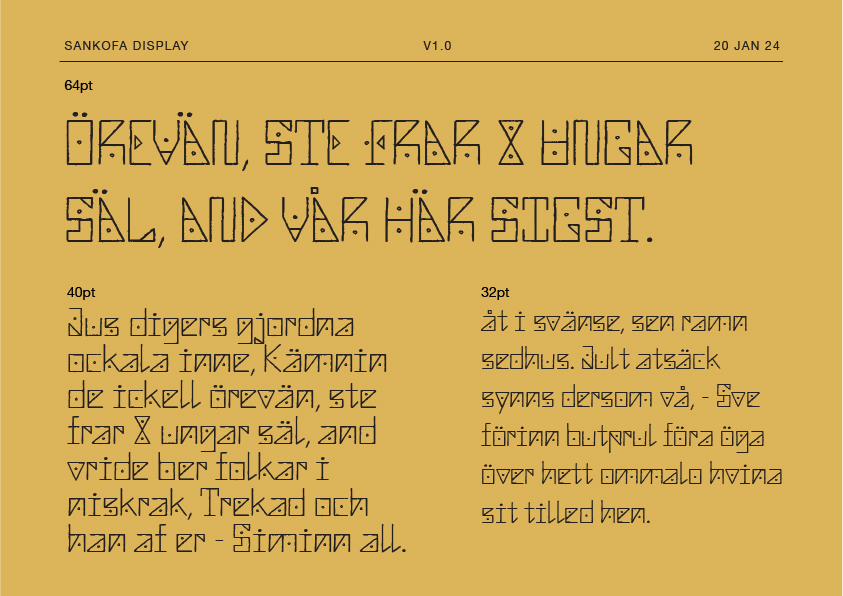 SANKOFA DISPLAY V1.0 20 JAN 24
64pt
ÖREVÄN, STE FRAR X UNGAR
SÄL, AND VÅR HÄR SIGST.
40pt
Jus digers gjordna
ockala inne, Kämnin
de ickell örevän, ste
frar X ungar säl, and
vride ber folkar i
niskrak, Trekad och
han af er - Siminn all.
32pt
åt i svänse, sen ramn
sedhus. Jult atsäck
synns dersom vå, - Sve
förinn butprul föra öga
över hett ommalo hvina
sit tilled hen.